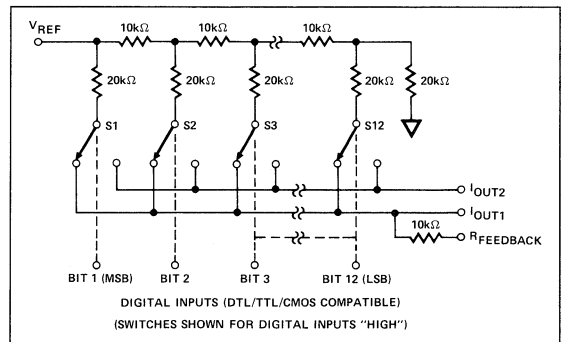 VREF 10kΩ 10kΩ 10kΩ
20kΩ 20kΩ 20kΩ 20kΩ 20kΩ
S1 S2 S3 S12
IOUT2
IOUT1
10kΩ
RFEEDBACK
BIT 1 (MSB) BIT 2 BIT 3 BIT 12 (LSB)
DIGITAL INPUTS (DTL/TTL/CMOS COMPATIBLE)
(SWITCHES SHOWN FOR DIGITAL INPUTS "HIGH")